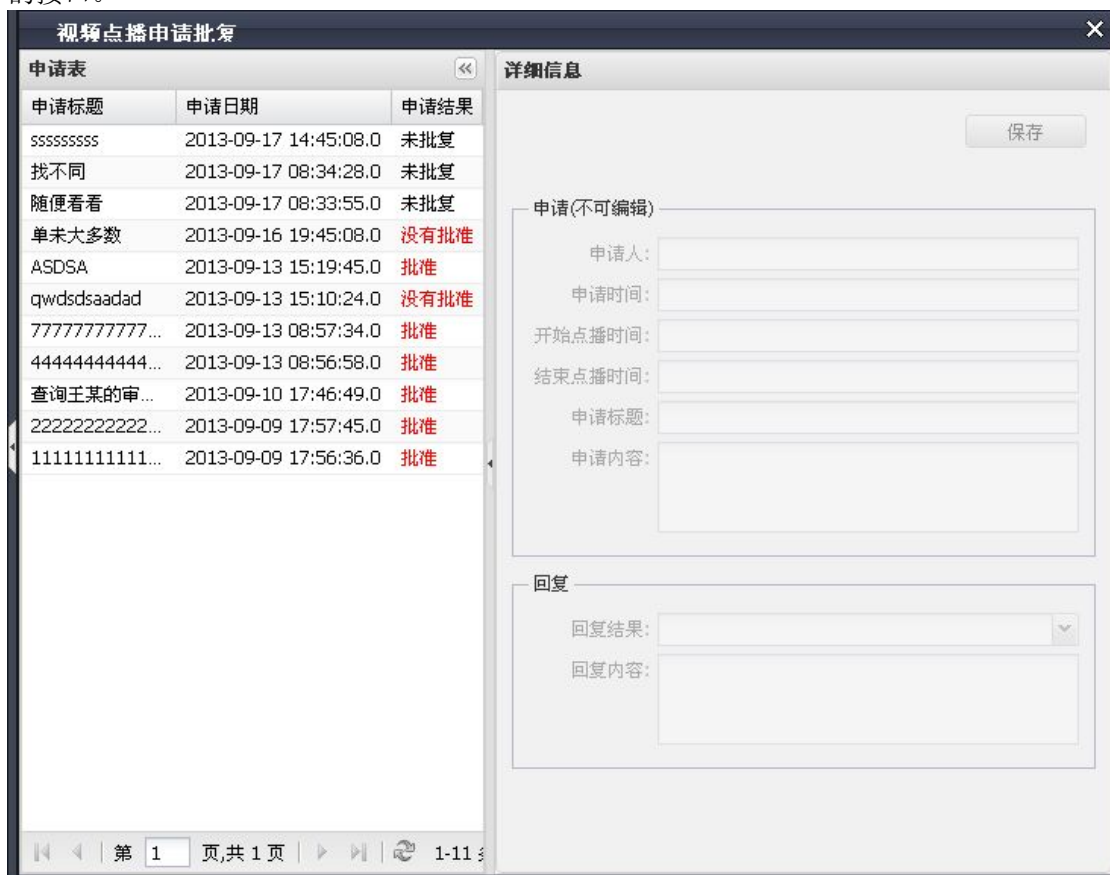 视频点播申请批复
申请表
详细信息
申请标题 申请日期 申请结果
sssssssss 2013-09-17 14:45:08.0 未批复
找不同 2013-09-17 08:34:28.0 未批复
随便看看 2013-09-17 08:33:55.0 未批复
单未大多数 2013-09-16 19:45:08.0 没有批准
ASDSA 2013-09-13 15:19:45.0 批准
qwdsdsaadad 2013-09-13 15:10:24.0 没有批准
77777777777... 2013-09-13 08:57:34.0 批准
44444444444... 2013-09-13 08:56:58.0 批准
查询王某的审... 2013-09-10 17:46:49.0 批准
22222222222... 2013-09-09 17:57:45.0 批准
11111111111... 2013-09-09 17:56:36.0 批准
第 1 页,共 1 页 1-11
保存
申请(不可编辑)
申请人:
申请时间:
开始点播时间:
结束点播时间:
申请标题:
申请内容:
回复
回复结果:
回复内容: